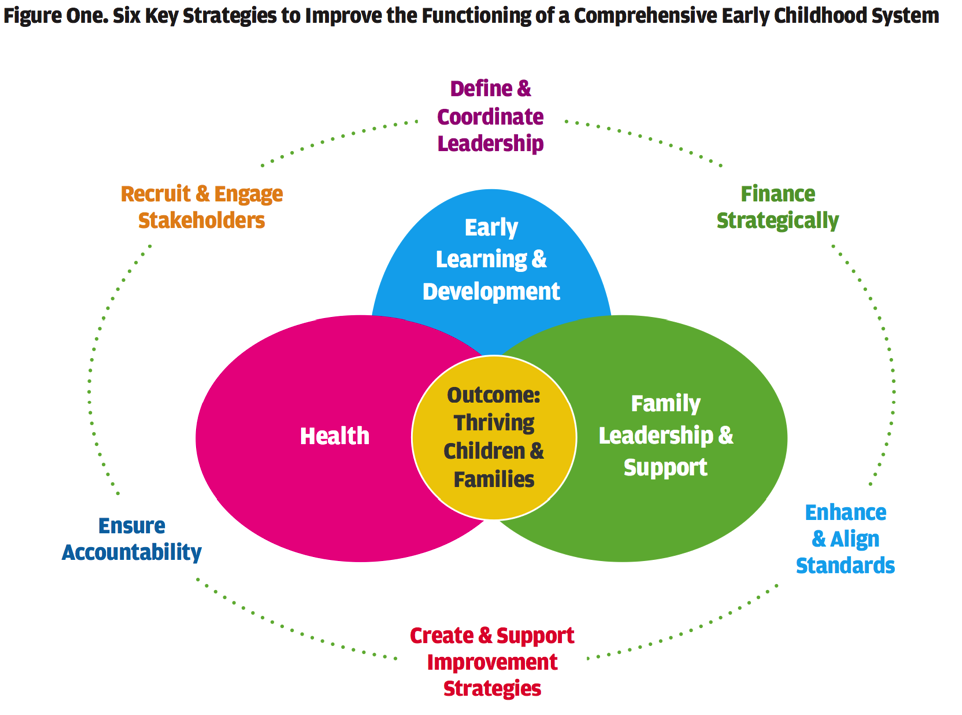 Figure One. Six Key Strategies to Improve the Functioning of a Comprehensive Early Childhood System
Define &
Coordinate
Leadership
Recruit & Engage
Stakeholders
Finance
Strategically
Early
Learning &
Development
Health
Outcome:
Thriving
Children &
Families
Family
Leadership &
Support
Ensure
Accountability
Enhance
& Align
Standards
Create & Support
Improvement
Strategies